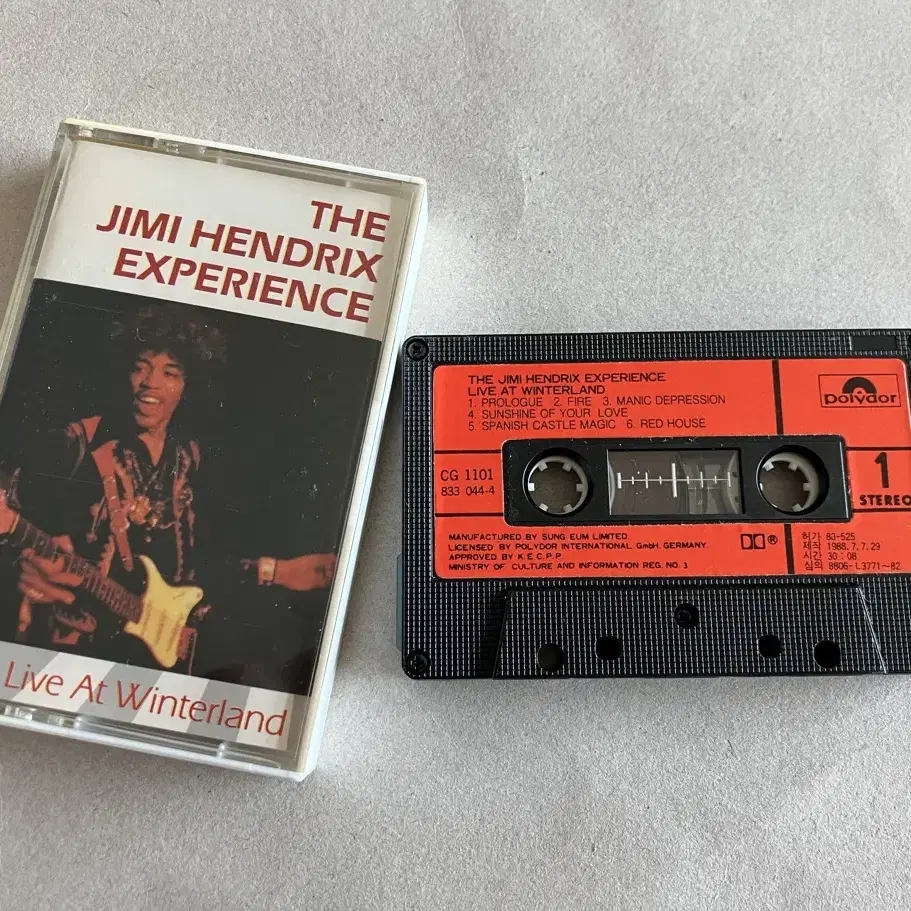 THE
JIMI HENDRIX
EXPERIENCE
Live At Winterland
THE JIMI HENDRIX EXPERIENCE
LIVE AT WINTERLAND
1. PROLOGUE 2. FIRE 3. MANIC DEPRESSION
4. SUNSHINE OF YOUR LOVE
5. SPANISH CASTLE MAGIC 6. RED HOUSE
polydor
CG 1101
833 044-4
1
STEREO
MANUFACTURED BY SUNG EUM LIMITED.
LICENSED BY POLYDOR INTERNATIONAL GmbH. GERMANY.
APPROVED BY K.E.C.P.P.
MINISTRY OF CULTURE AND INFORMATION REG. NO. 3
허가 83-525
제작 1988.7.7.29
시간 30:08
심의 8806-L3771~82